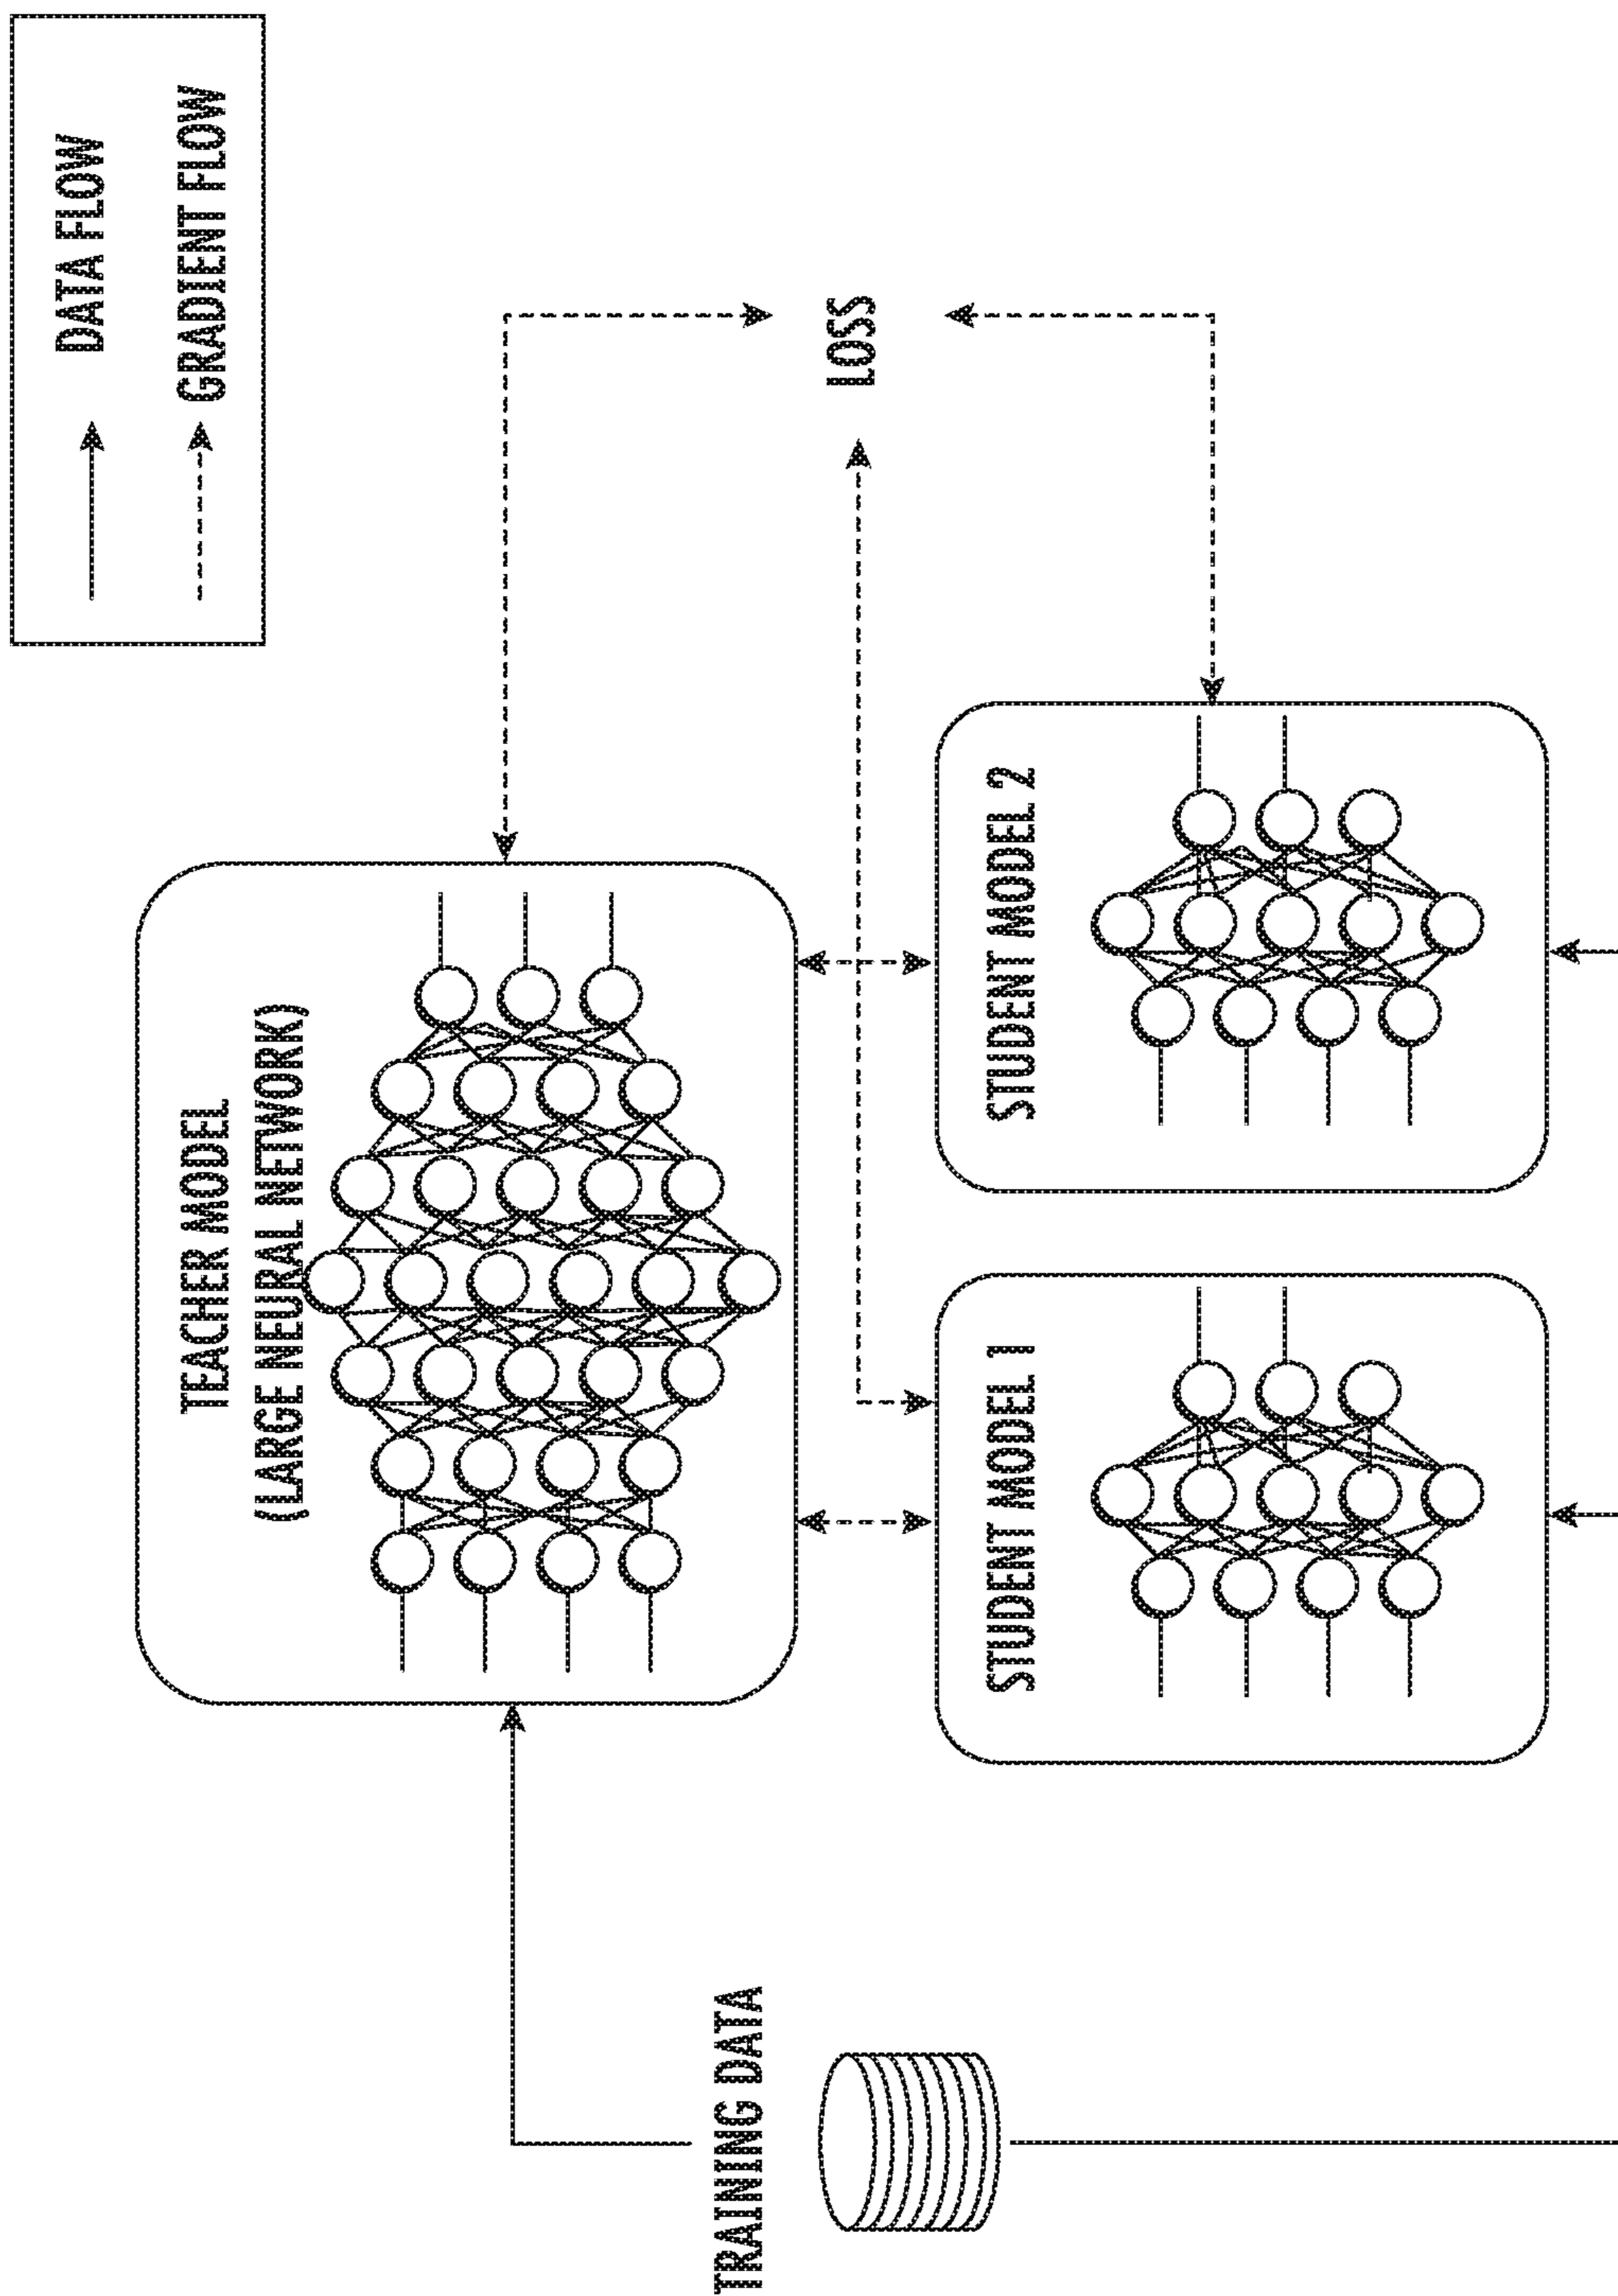 DATA FLOW
GRADIENT FLOW
TEACHER MODEL
(LARGE NEURAL NETWORK)
LOSS
TRAINING DATA
STUDENT MODEL 1
STUDENT MODEL 2